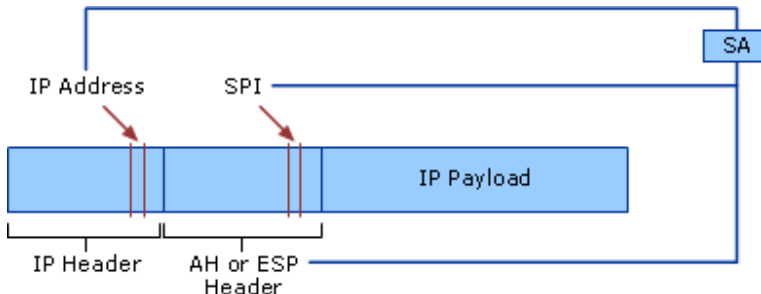 SA
IP Address
SPI
IP Payload
IP Header
AH or ESP
Header